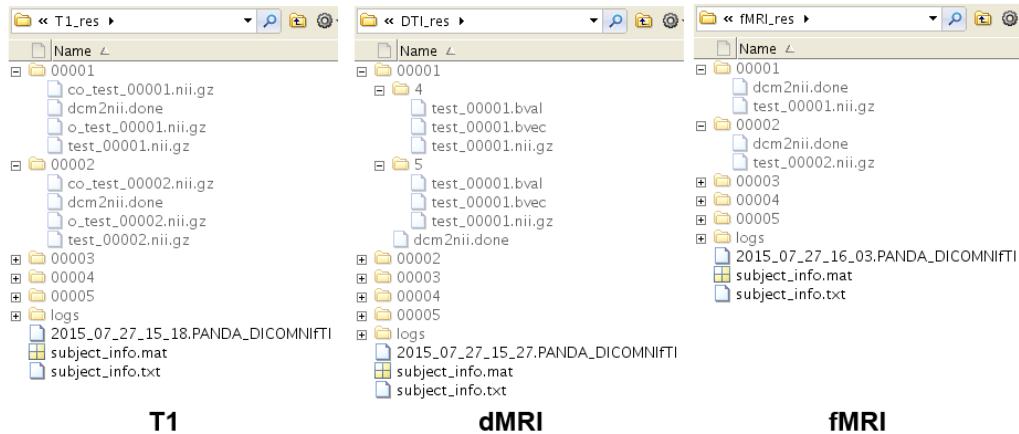 « T1_res
Name
00001
co_test_00001.nii.gz
dcm2nii.done
o_test_00001.nii.gz
test_00001.nii.gz
00002
co_test_00002.nii.gz
dcm2nii.done
o_test_00002.nii.gz
test_00002.nii.gz
00003
00004
00005
logs
2015_07_27_15_18.PANDA_DICOMNIfTI
subject_info.mat
subject_info.txt
T1
« DTI_res
Name
00001
4
test_00001.bval
test_00001.bvec
test_00001.nii.gz
5
test_00001.bval
test_00001.bvec
test_00001.nii.gz
dcm2nii.done
00002
00003
00004
00005
logs
2015_07_27_15_27.PANDA_DICOMNIfTI
subject_info.mat
subject_info.txt
dMRI
« fMRI_res
Name
00001
dcm2nii.done
test_00001.nii.gz
00002
dcm2nii.done
test_00002.nii.gz
00003
00004
00005
logs
2015_07_27_16_03.PANDA_DICOMNIfTI
subject_info.mat
subject_info.txt
fMRI